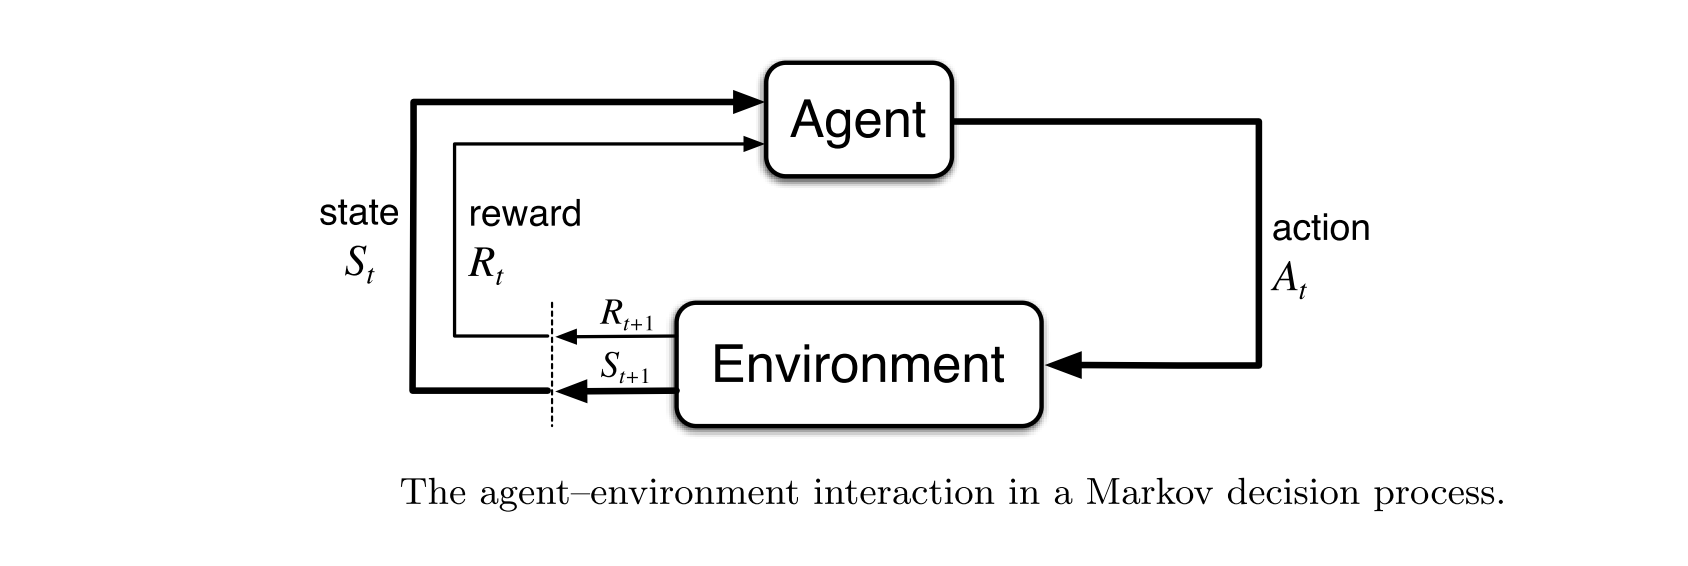 Agent
state
S_t
reward
R_t
action
A_t
R_{t+1}
S_{t+1}
Environment
The agent–environment interaction in a Markov decision process.